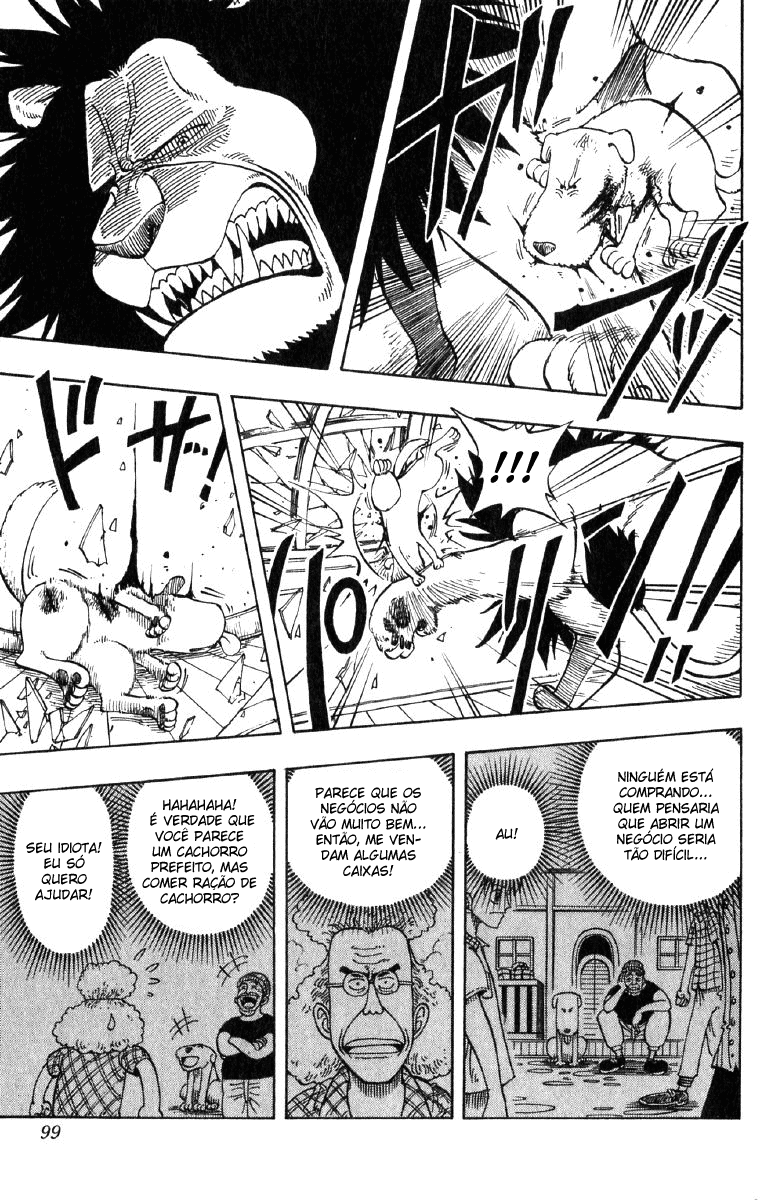 !!!
NINGUÉM ESTÁ
COMPRANDO...
QUEM PENSARIA
QUE ABRIR UM
NEGÓCIO SERIA
TÃO DIFÍCIL...
AU!
PARECE QUE OS
NEGÓCIOS NÃO
VÃO MUITO BEM...
ENTÃO, ME VEN-
DAM ALGUMAS
CAIXAS!
HAHAHAHA!
É VERDADE QUE
VOCÊ PARECE
UM CACHORRO
PREFEITO, MAS
COMER RAÇÃO DE
CACHORRO?
SEU IDIOTA!
EU SÓ
QUERO
AJUDAR!
99